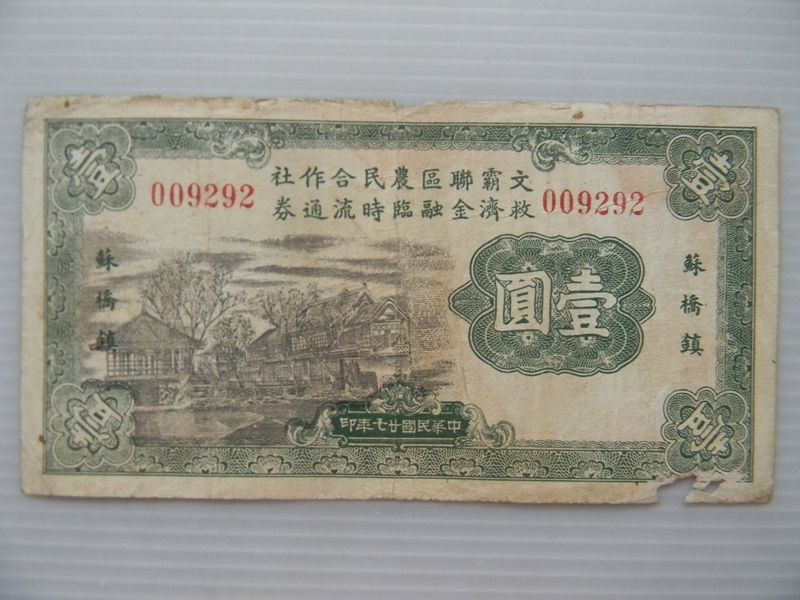 壹
壹
文霸聯區農民合作社
救濟金融臨時流通券
009292
009292
蘇橋鎮
蘇橋鎮
壹圓
中華民國廿七年印
壹
壹